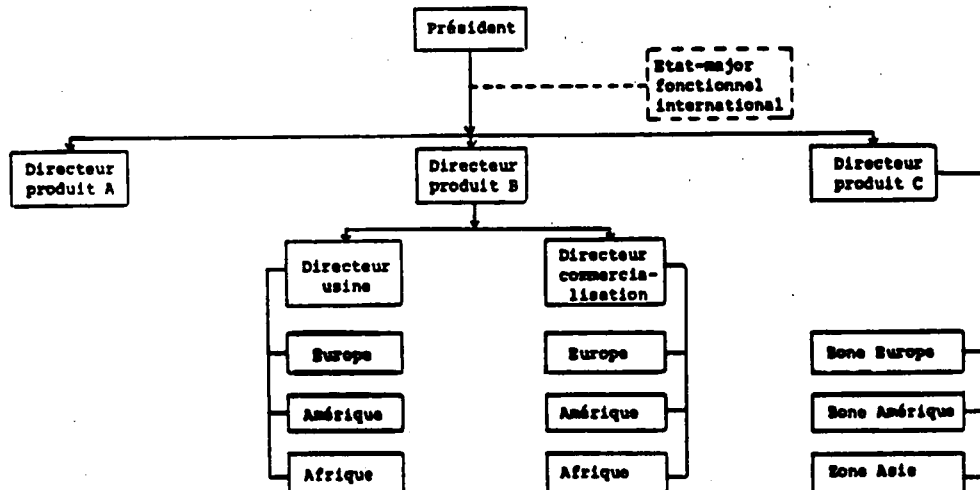 Président
Etat-major
fonctionnel
international
Directeur
produit A
Directeur
produit B
Directeur
produit C
Directeur
usine
Directeur
commercia-
lisation
Europe
Europe
Zone Europe
Amérique
Amérique
Zone Amérique
Afrique
Afrique
Zone Asie